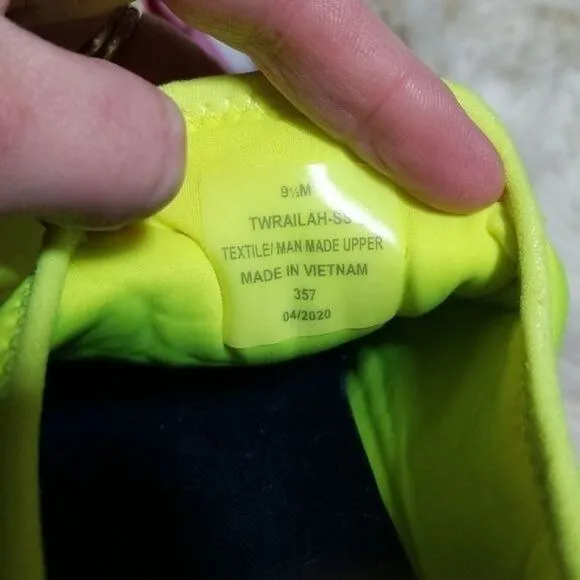 9½M
TWRAILAH-SS
TEXTILE/ MAN MADE UPPER
MADE IN VIETNAM
357
04/2020